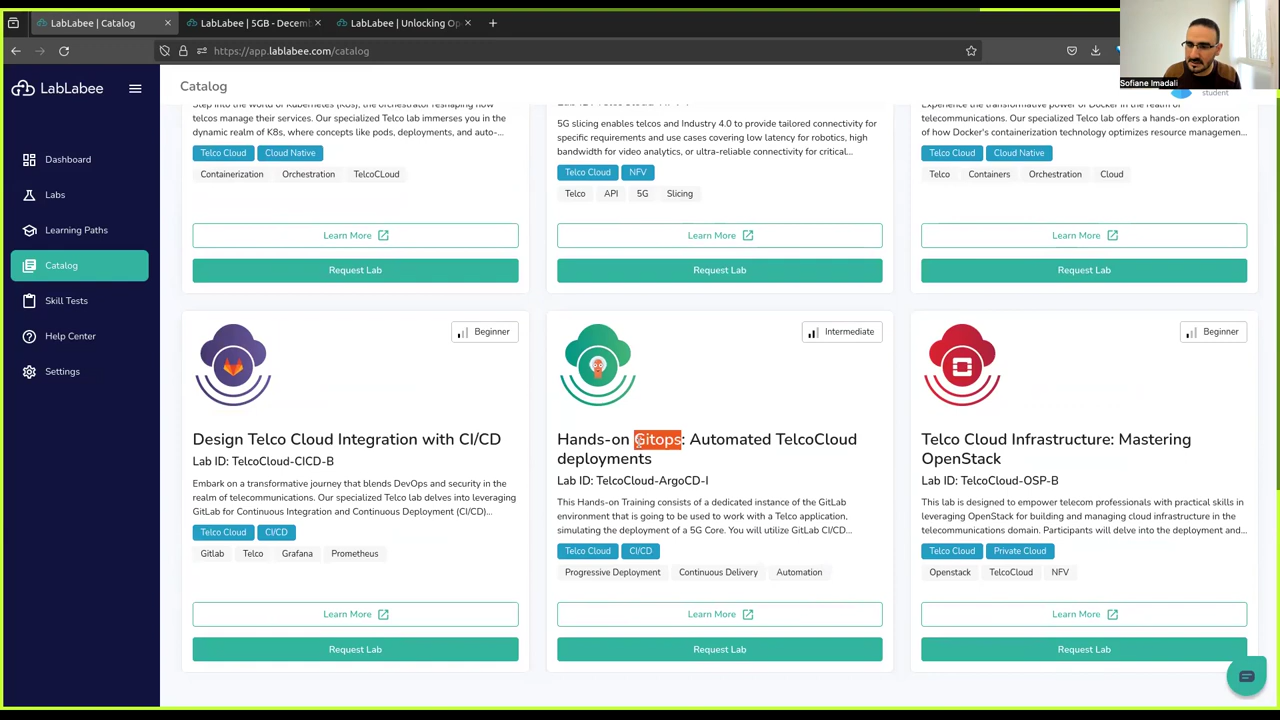 LabLabee | Catalog
LabLabee | 5GB - Decemb
LabLabee | Unlocking Op
https://app.lablabee.com/catalog
Sofiane Imadali
student
LabLabee
Dashboard
Labs
Learning Paths
Catalog
Skill Tests
Help Center
Settings
Catalog
Step into the world of Kubernetes (K8s), the orchestrator reshaping how
telcos manage their services. Our specialized Telco lab immerses you in the
dynamic realm of K8s, where concepts like pods, deployments, and auto-...
Telco Cloud
Cloud Native
Containerization
Orchestration
TelcoCLoud
Learn More
Request Lab
5G slicing enables telcos and Industry 4.0 to provide tailored connectivity for
specific requirements and use cases covering low latency for robotics, high
bandwidth for video analytics, or ultra-reliable connectivity for critical...
Telco Cloud
NFV
Telco
API
5G
Slicing
Learn More
Request Lab
Experience the transformative power of Docker in the realm of
telecommunications. Our specialized Telco lab offers a hands-on exploration
of how Docker's containerization technology optimizes resource managemen...
Telco Cloud
Cloud Native
Telco
Containers
Orchestration
Cloud
Learn More
Request Lab
Beginner
Design Telco Cloud Integration with CI/CD
Lab ID: TelcoCloud-CICD-B
Embark on a transformative journey that blends DevOps and security in the
realm of telecommunications. Our specialized Telco lab delves into leveraging
GitLab for Continuous Integration and Continuous Deployment (CI/CD)...
Telco Cloud
CI/CD
Gitlab
Telco
Grafana
Prometheus
Learn More
Request Lab
Intermediate
Hands-on Gitops: Automated TelcoCloud
deployments
Lab ID: TelcoCloud-ArgoCD-I
This Hands-on Training consists of a dedicated instance of the GitLab
environment that is going to be used to work with a Telco application,
simulating the deployment of a 5G Core. You will utilize GitLab CI/CD...
Telco Cloud
CI/CD
Progressive Deployment
Continuous Delivery
Automation
Learn More
Request Lab
Beginner
Telco Cloud Infrastructure: Mastering
OpenStack
Lab ID: TelcoCloud-OSP-B
This lab is designed to empower telecom professionals with practical skills in
leveraging OpenStack for building and managing cloud infrastructure in the
telecommunications domain. Participants will delve into the deployment and...
Telco Cloud
Private Cloud
Openstack
TelcoCloud
NFV
Learn More
Request Lab